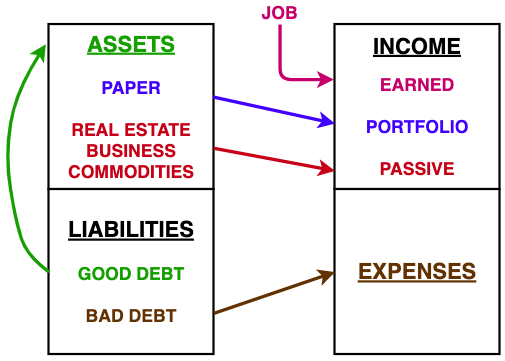 JOB
ASSETS
PAPER
REAL ESTATE
BUSINESS
COMMODITIES
LIABILITIES
GOOD DEBT
BAD DEBT
INCOME
EARNED
PORTFOLIO
PASSIVE
EXPENSES